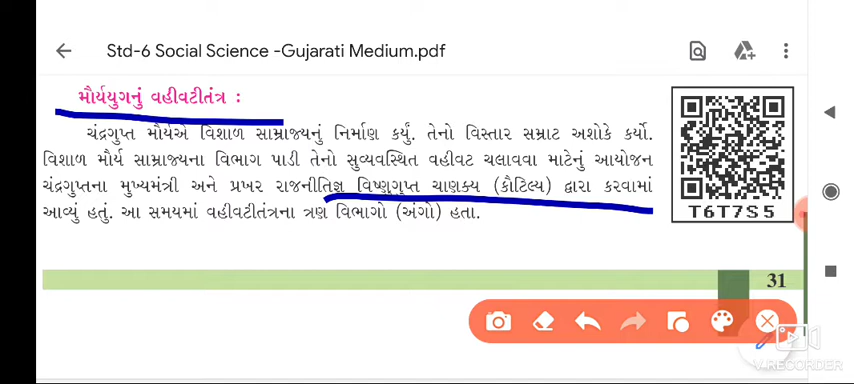 Std-6 Social Science -Gujarati Medium.pdf
મૌર્યયુગનું વહીવટીતંત્ર :
ચંદ્રગુપ્ત મૌર્યએ વિશાળ સામ્રાજ્યનું નિર્માણ કર્યું. તેનો વિસ્તાર સમ્રાટ અશોકે કર્યો.
વિશાળ મૌર્ય સામ્રાજ્યના વિભાગ પાડી તેનો સુવ્યવસ્થિત વહીવટ ચલાવવા માટેનું આયોજન
ચંદ્રગુપ્તના મુખ્યમંત્રી અને પ્રખર રાજનીતિજ્ઞ વિષ્ણુગુપ્ત ચાણક્ય (કૌટિલ્ય) દ્વારા કરવામાં
આવ્યું હતું. આ સમયમાં વહીવટીતંત્રના ત્રણ વિભાગો (અંગો) હતા.
T6T7S5
31
V RECORDER